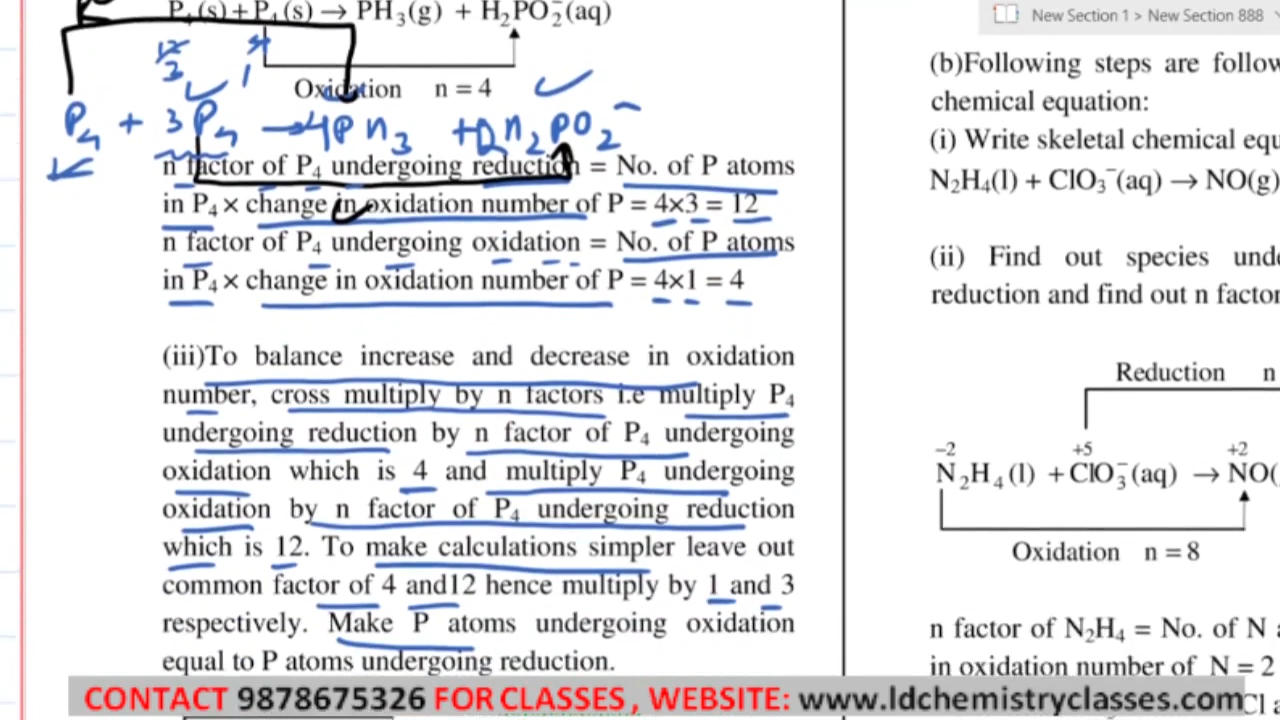 P₄(s) + P₄(s) → PH₃(g) + H₂PO₂⁻(aq)
Oxidation n = 4
P₄ + 3P₄ → 4PH₃ + 12H₂PO₂⁻
n factor of P₄ undergoing reduction = No. of P atoms
in P₄ × change in oxidation number of P = 4×3 = 12
n factor of P₄ undergoing oxidation = No. of P atoms
in P₄ × change in oxidation number of P = 4×1 = 4
(iii)To balance increase and decrease in oxidation
number, cross multiply by n factors i.e multiply P₄
undergoing reduction by n factor of P₄ undergoing
oxidation which is 4 and multiply P₄ undergoing
oxidation by n factor of P₄ undergoing reduction
which is 12. To make calculations simpler leave out
common factor of 4 and12 hence multiply by 1 and 3
respectively. Make P atoms undergoing oxidation
equal to P atoms undergoing reduction.
New Section 1 > New Section 888
(b)Following steps are follow
chemical equation:
(i) Write skeletal chemical equ
N₂H₄(l) + ClO₃⁻(aq) → NO(g)
(ii) Find out species und
reduction and find out n factor
Reduction n
−2 +5 +2
N₂H₄(l) + ClO₃⁻(aq) → NO(
Oxidation n = 8
n factor of N₂H₄ = No. of N
in oxidation number of N = 2
CONTACT 9878675326 FOR CLASSES , WEBSITE: www.ldchemistryclasses.com